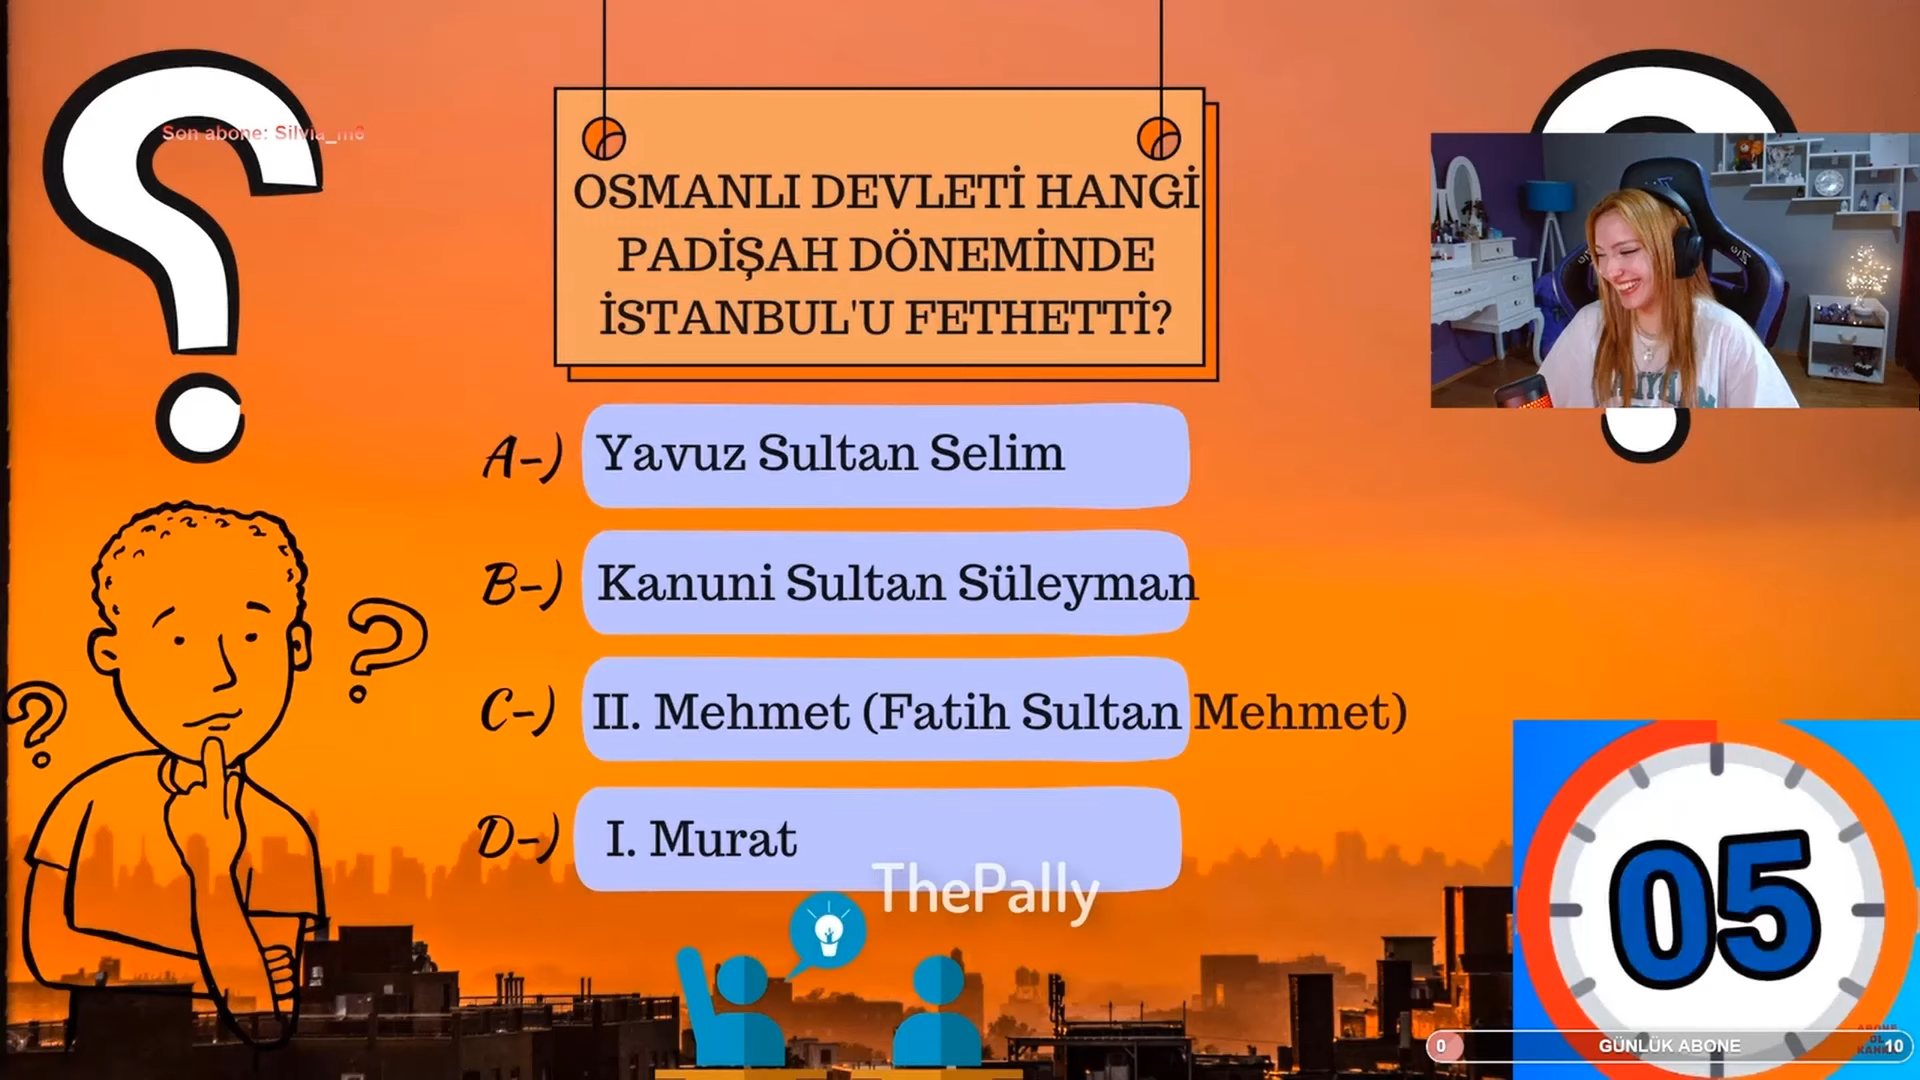 Son abone: Silvia_m6
OSMANLI DEVLETİ HANGİ
PADİŞAH DÖNEMİNDE
İSTANBUL'U FETHETTİ?
A-) Yavuz Sultan Selim
B-) Kanuni Sultan Süleyman
C-) II. Mehmet (Fatih Sultan Mehmet)
D-) I. Murat
ThePally
05
0 GÜNLÜK ABONE 10